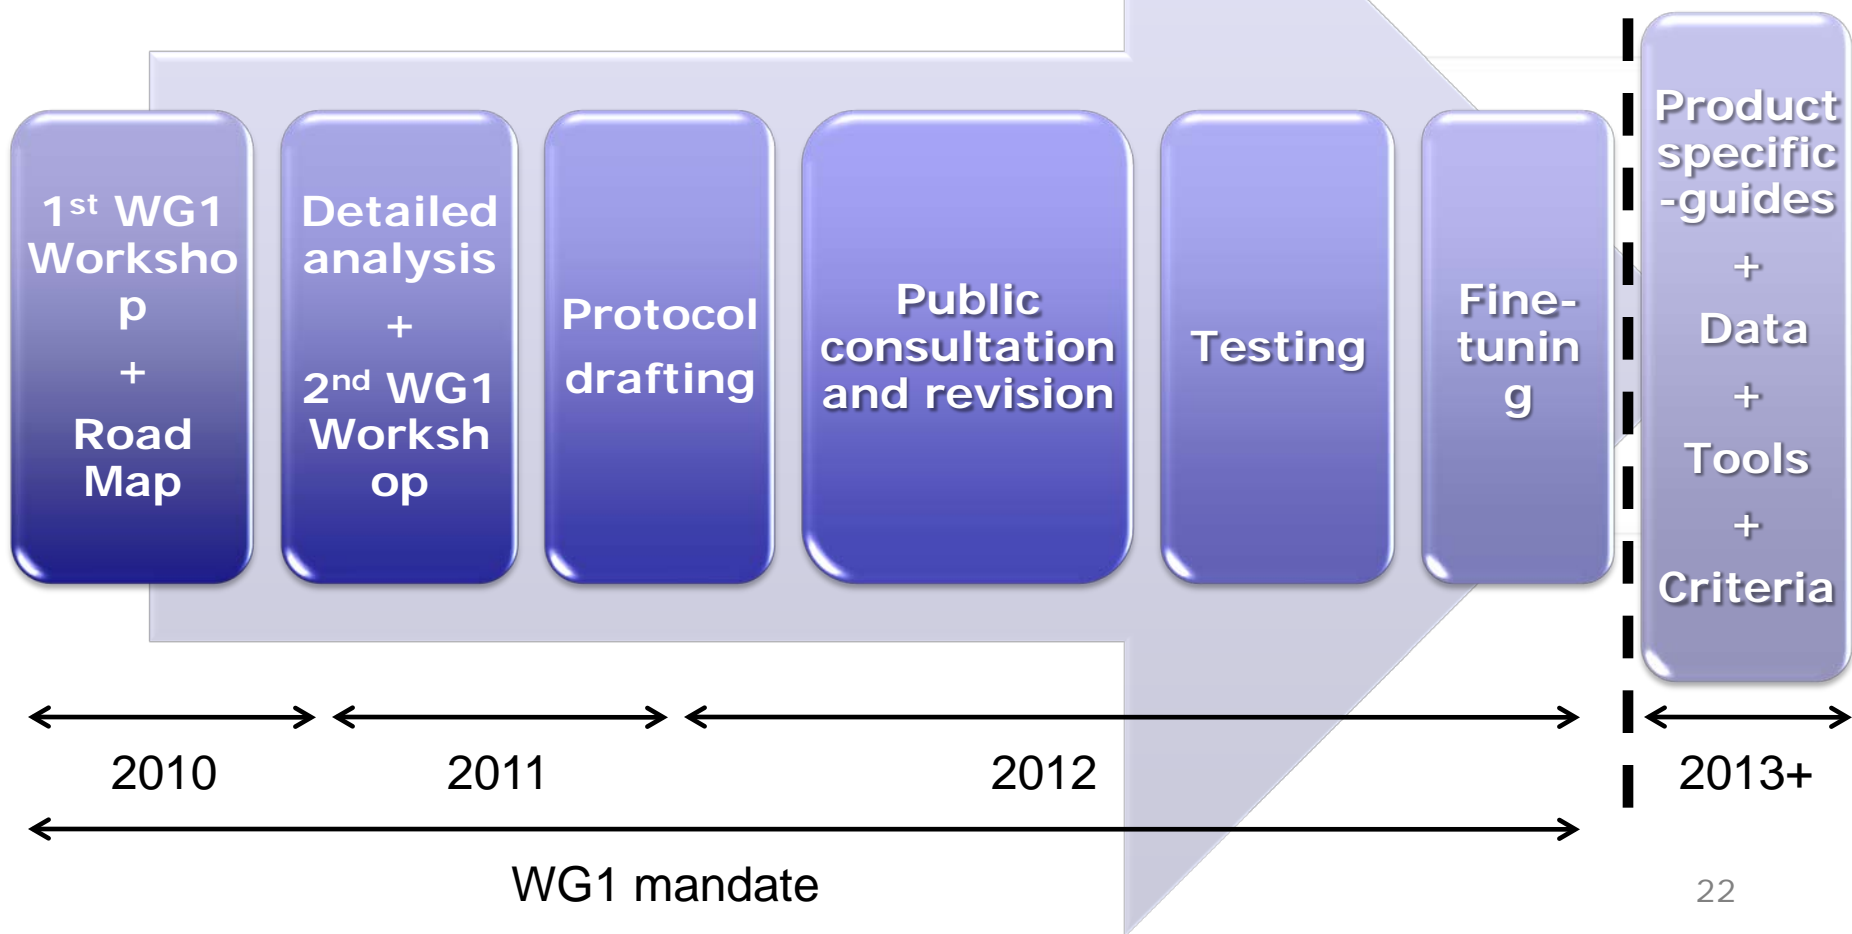 1st WG1
Worksho
p
+
Road
Map
Detailed
analysis
+
2nd WG1
Worksh
op
Protocol
drafting
Public
consultation
and revision
Testing
Fine-
tunin
g
Product
specific
-guides
+
Data
+
Tools
+
Criteria
2010
2011
2012
2013+
WG1 mandate
22